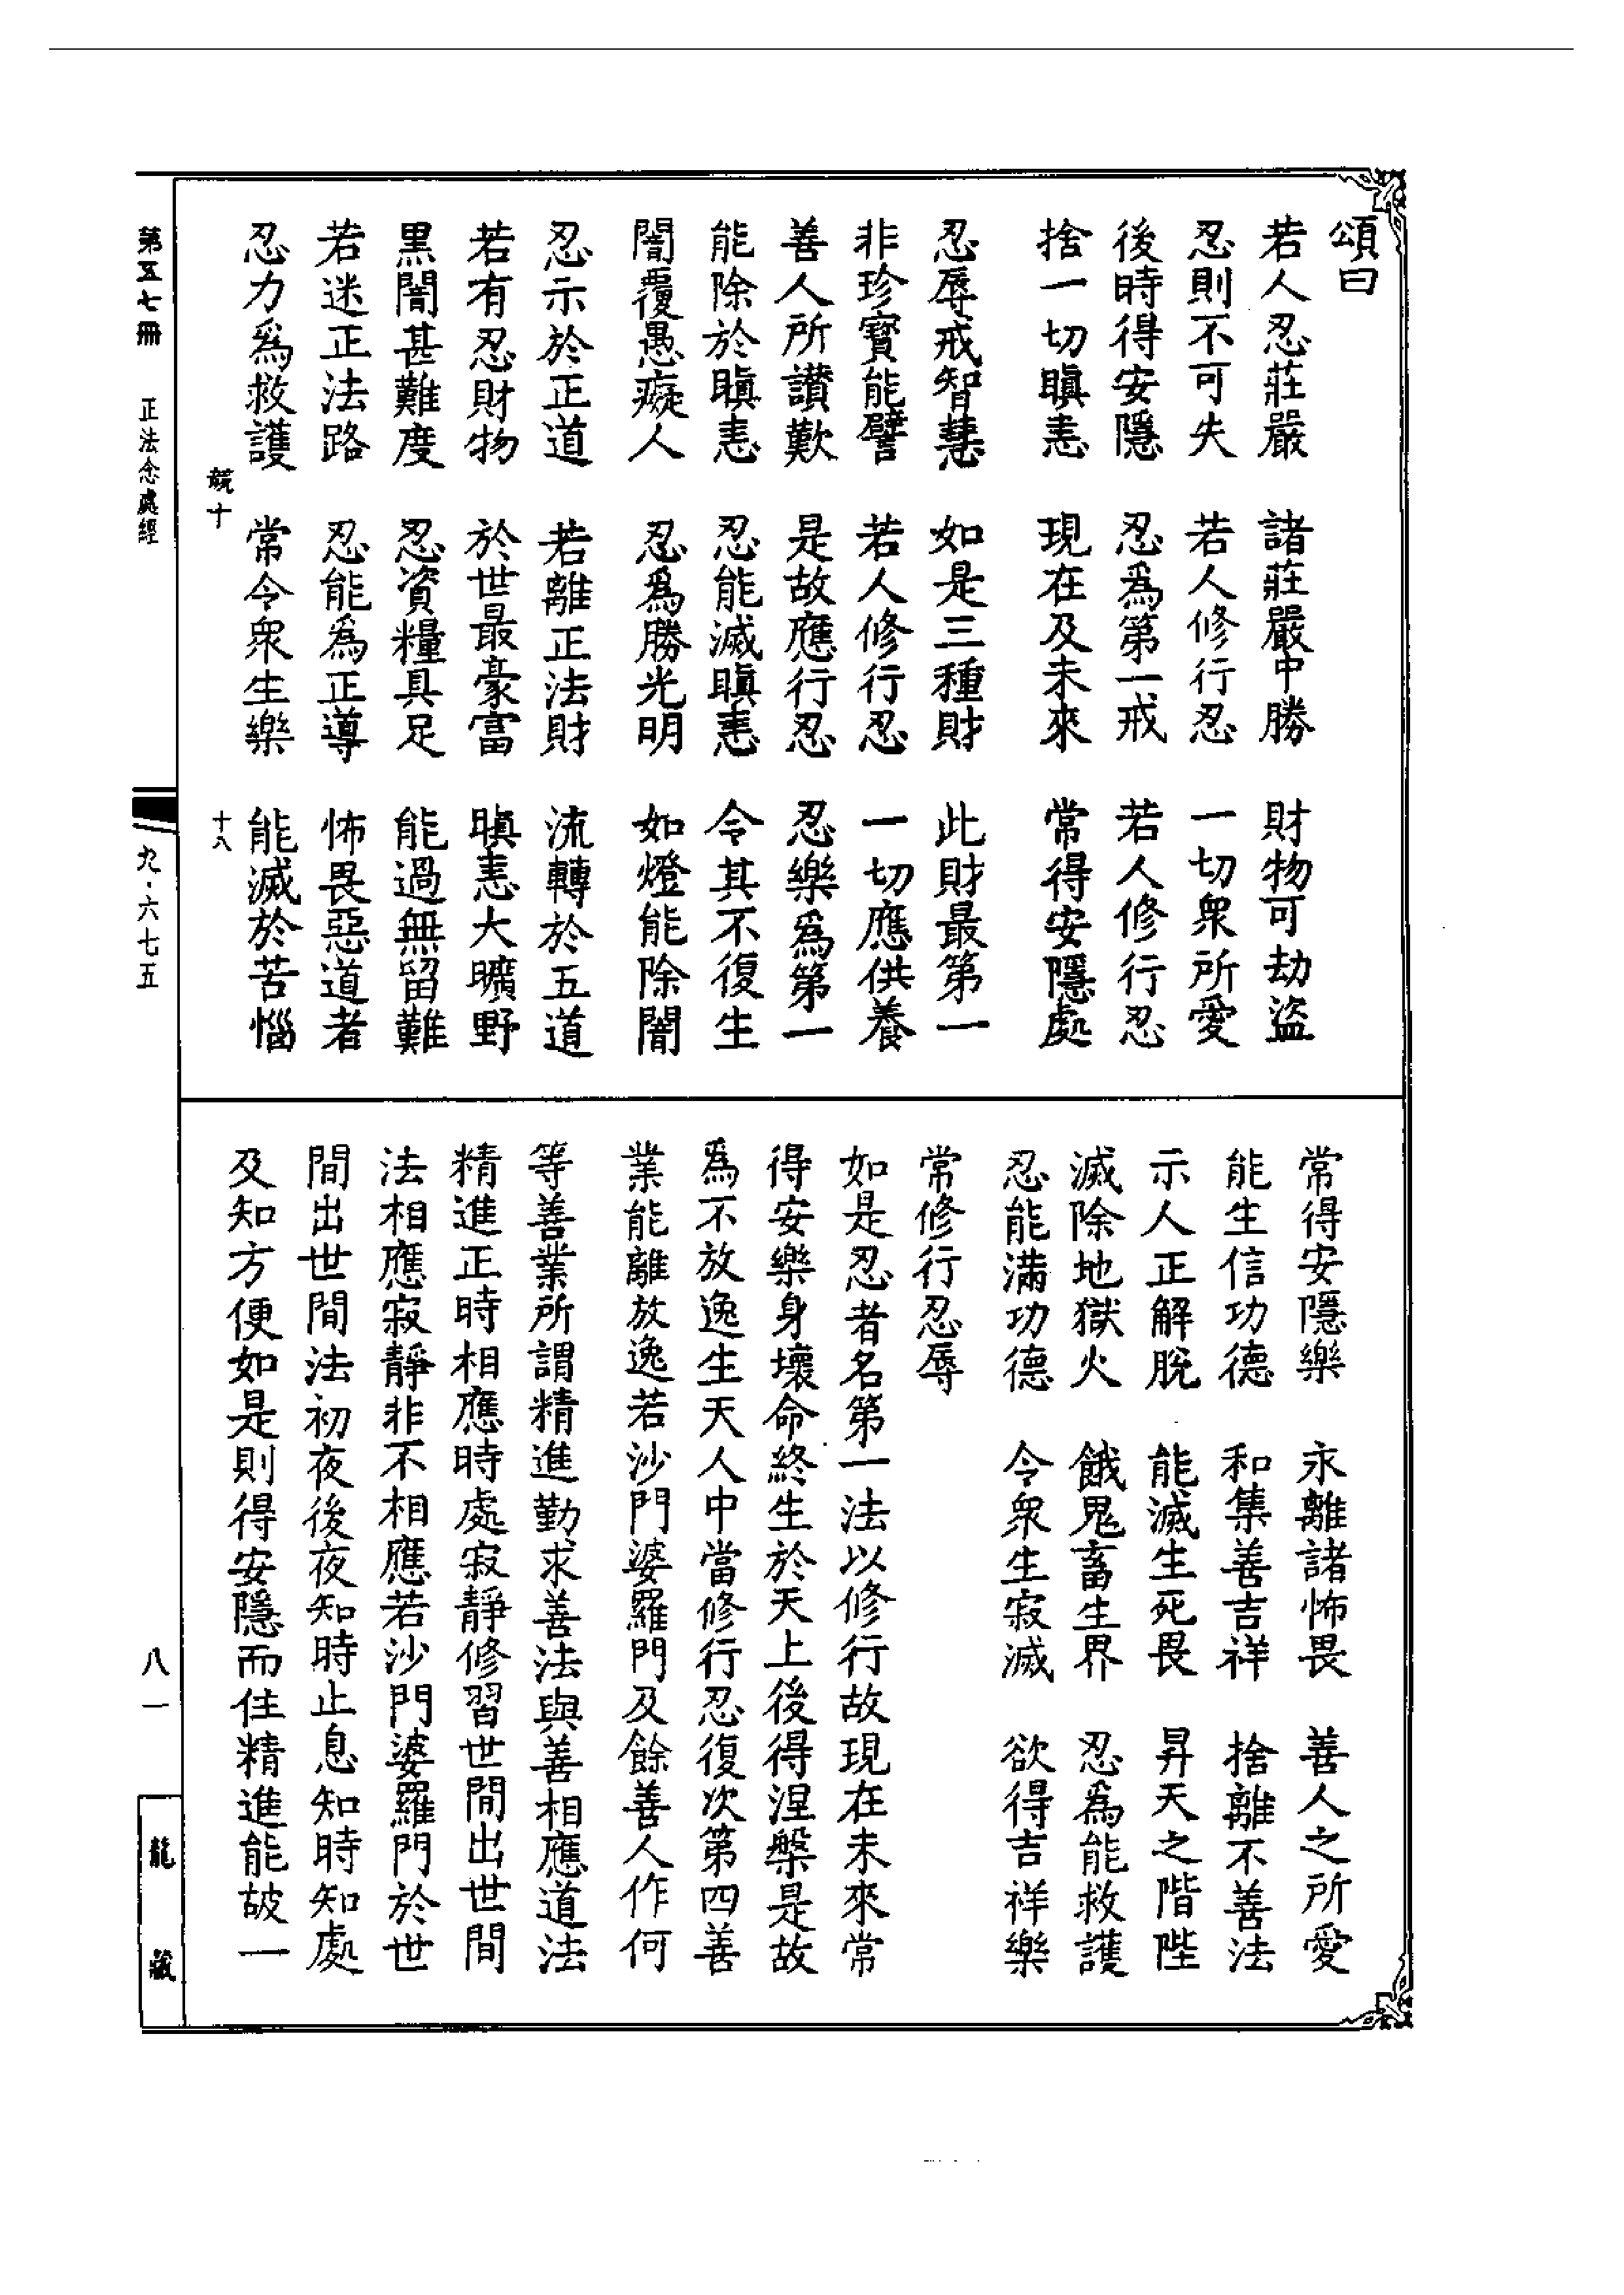 頌曰
若人忍莊嚴　諸莊嚴中勝　財物可劫盜
忍則不可失　若人修行忍　一切衆所愛
後時得安隱　忍爲第一戒　若人修行忍
捨一切瞋恚　現在及未來　常得安隱處
忍辱戒智慧　如是三種財　此財最第一
非珍寶能譬　若人修行忍　一切應供養
善人所讃歎　是故應行忍　忍樂爲第一
能除於瞋恚　忍能滅瞋恚　令其不復生
闇覆愚癡人　忍爲勝光明　如燈能除闇
忍示於正道　若離正法財　流轉於五道
若有忍財物　於世最豪富　瞋恚大曠野
黑闇甚難度　忍資糧具足　能過無留難
若迷正法路　忍能爲正導　怖畏惡道者
忍力爲救護　常令衆生樂　能滅於苦惱
兢十　十八
常得安隱樂　永離諸怖畏　善人之所愛
能生信功德　和集善吉祥　捨離不善法
示人正解脫　能滅生死畏　昇天之階陛
滅除地獄火　餓鬼畜生界　忍爲能救護
忍能滿功德　令衆生寂滅　欲得吉祥樂
常修行忍辱
如是忍者名第一法以修行故現在未來常
得安樂身壞命終生於天上後得涅槃是故
爲不放逸生天人中當修行忍復次第四善
業能離放逸若沙門婆羅門及餘善人作何
等善業所謂精進勤求善法與善相應道法
精進正時相應時處寂靜修習世間出世間
法相應寂靜非不相應若沙門婆羅門於世
間出世間法初夜後夜知時止息知時知處
及知方便如是則得安隱而住精進能破一
第五七冊　正法念處經　九·六七五　八一　龍藏